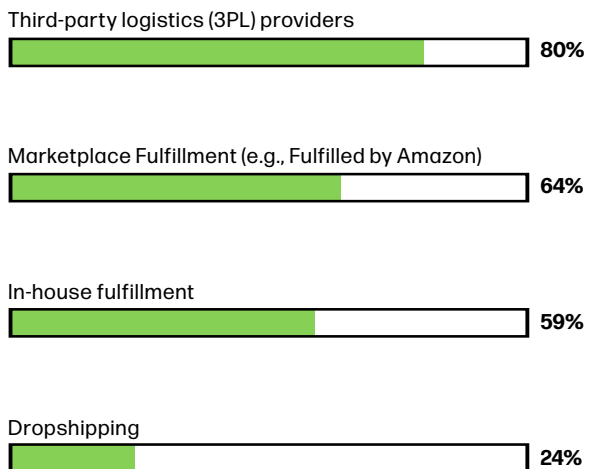 Third-party logistics (3PL) providers
80%
Marketplace Fulfillment (e.g., Fulfilled by Amazon)
64%
In-house fulfillment
59%
Dropshipping
24%